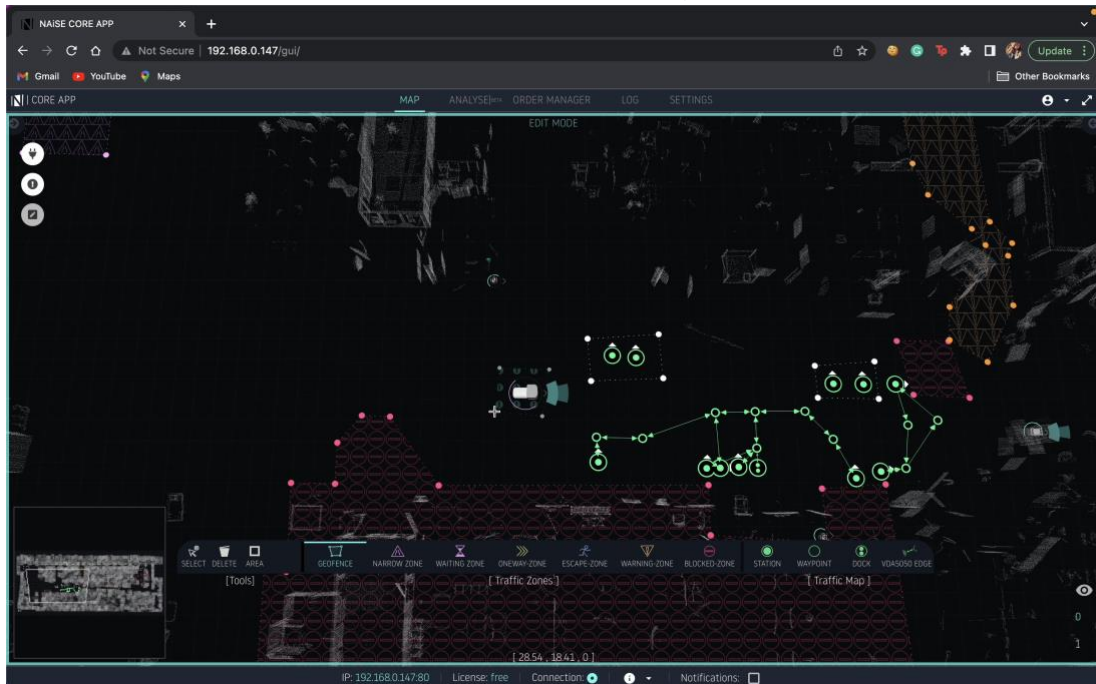 NAiSE CORE APP
Not Secure | 192.168.0.147/gui/
Update
Gmail YouTube Maps Other Bookmarks
N CORE APP MAP ANALYSE BETA ORDER MANAGER LOG SETTINGS
EDIT MODE
SELECT DELETE AREA GEOFENCE NARROW ZONE WAITING ZONE ONEWAY-ZONE ESCAPE-ZONE WARNING-ZONE BLOCKED-ZONE STATION WAYPOINT DOCK VDA5050 EDGE
[Tools] [ Traffic Zones ] [ Traffic Map ]
0
1
[ 28.54 , 18.41 , 0 ]
IP: 192.168.0.147:80 License: free Connection: Notifications: